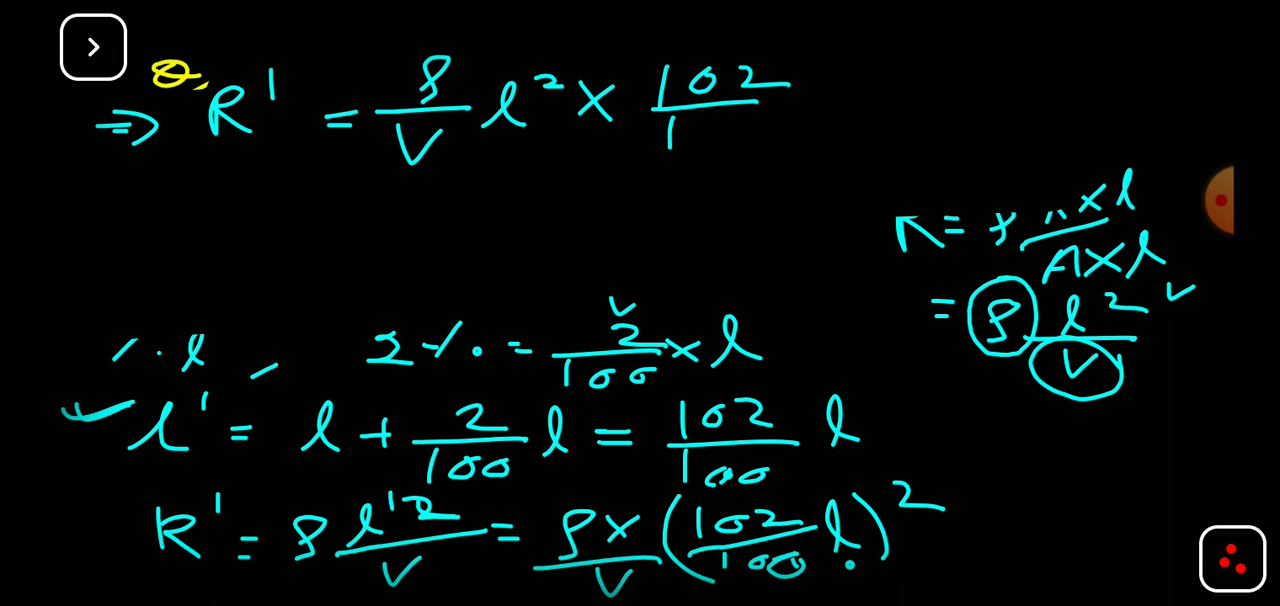 ⇒ R' = ρ/V l² × 102/1
= × l / A × l
= ρ l²/V
l, 2% = 2/100 × l
l' = l + 2/100 l = 102/100 l
R' = ρ l'²/V = ρ×/V (102/100 l)²